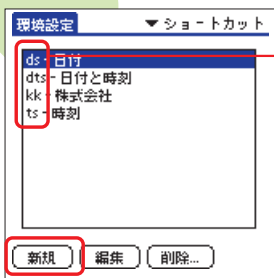 環境設定 ▼ショートカット
ds - 日付
dts - 日付と時刻
kk - 株式会社
ts - 時刻
新規 編集 削除...